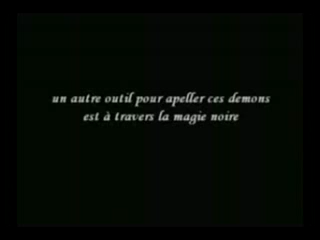 un autre outil pour apeller ces demons
est à travers la magie noire